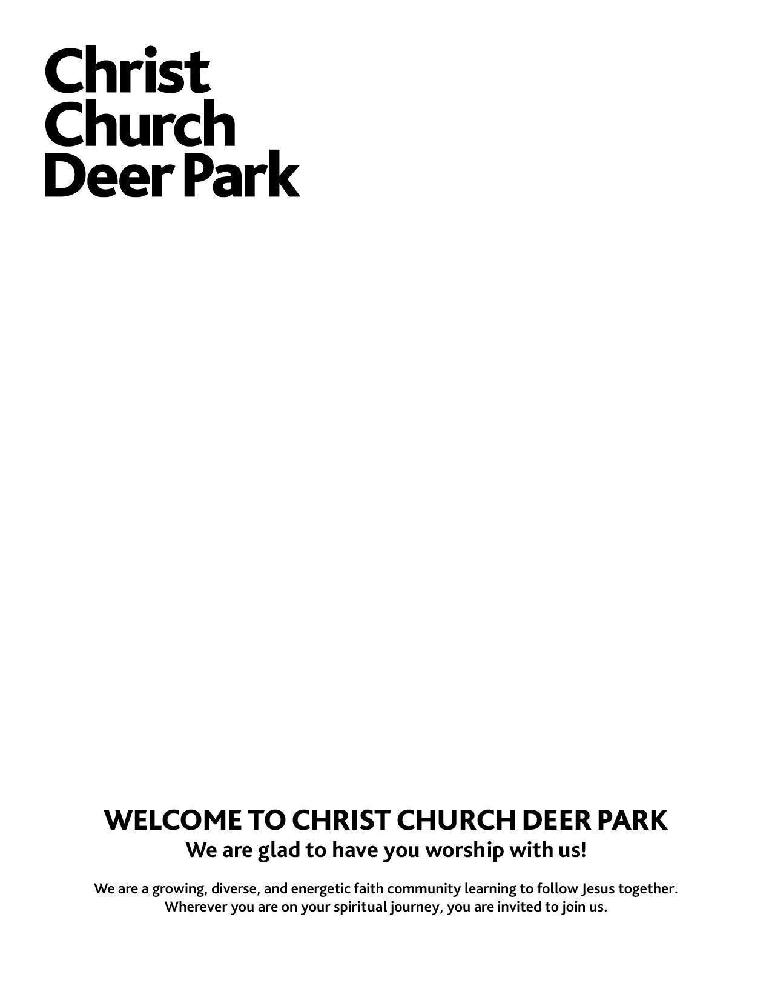 Christ
Church
Deer Park
WELCOME TO CHRIST CHURCH DEER PARK
We are glad to have you worship with us!
We are a growing, diverse, and energetic faith community learning to follow Jesus together.
Wherever you are on your spiritual journey, you are invited to join us.